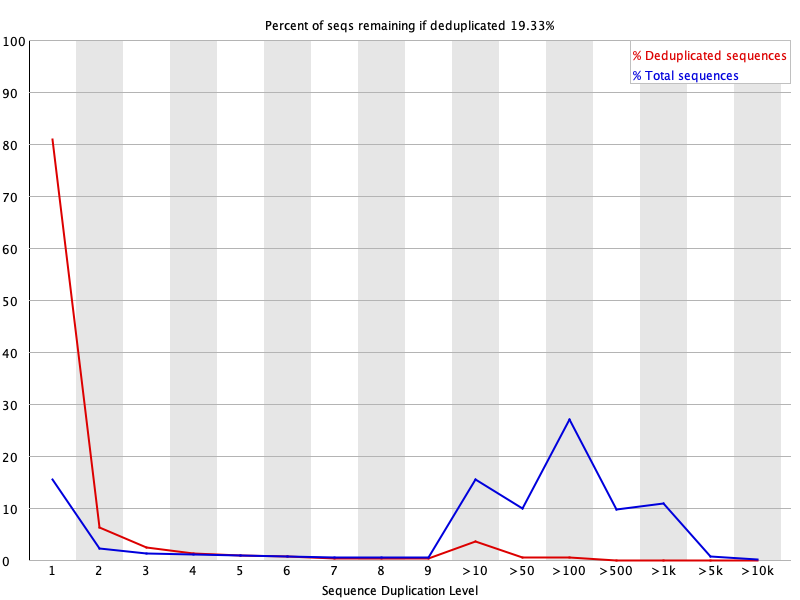 Percent of seqs remaining if deduplicated 19.33%
% Deduplicated sequences
% Total sequences
100
90
80
70
60
50
40
30
20
10
0
1 2 3 4 5 6 7 8 9 >10 >50 >100 >500 >1k >5k >10k
Sequence Duplication Level